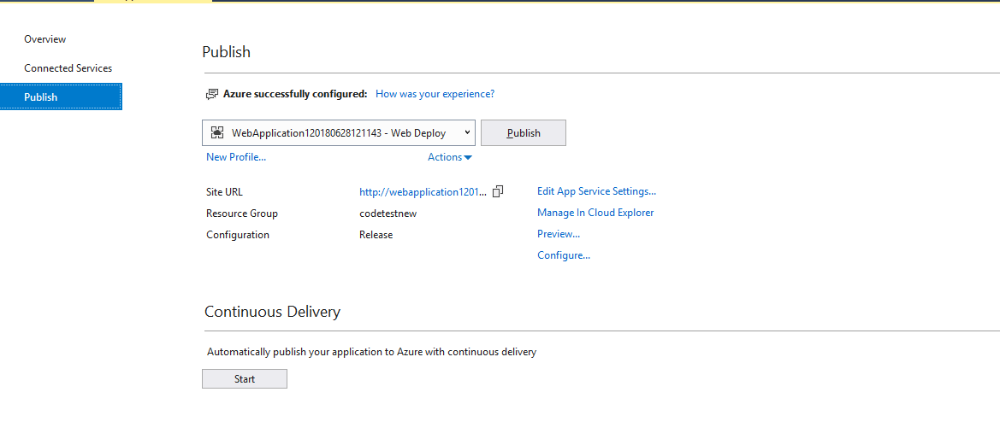 Overview
Connected Services
Publish
Publish
Azure successfully configured: How was your experience?
WebApplication120180628121143 - Web Deploy
Publish
New Profile...
Actions
Site URL
http://webapplication1201...
Edit App Service Settings...
Resource Group
codetestnew
Manage In Cloud Explorer
Configuration
Release
Preview...
Configure...
Continuous Delivery
Automatically publish your application to Azure with continuous delivery
Start